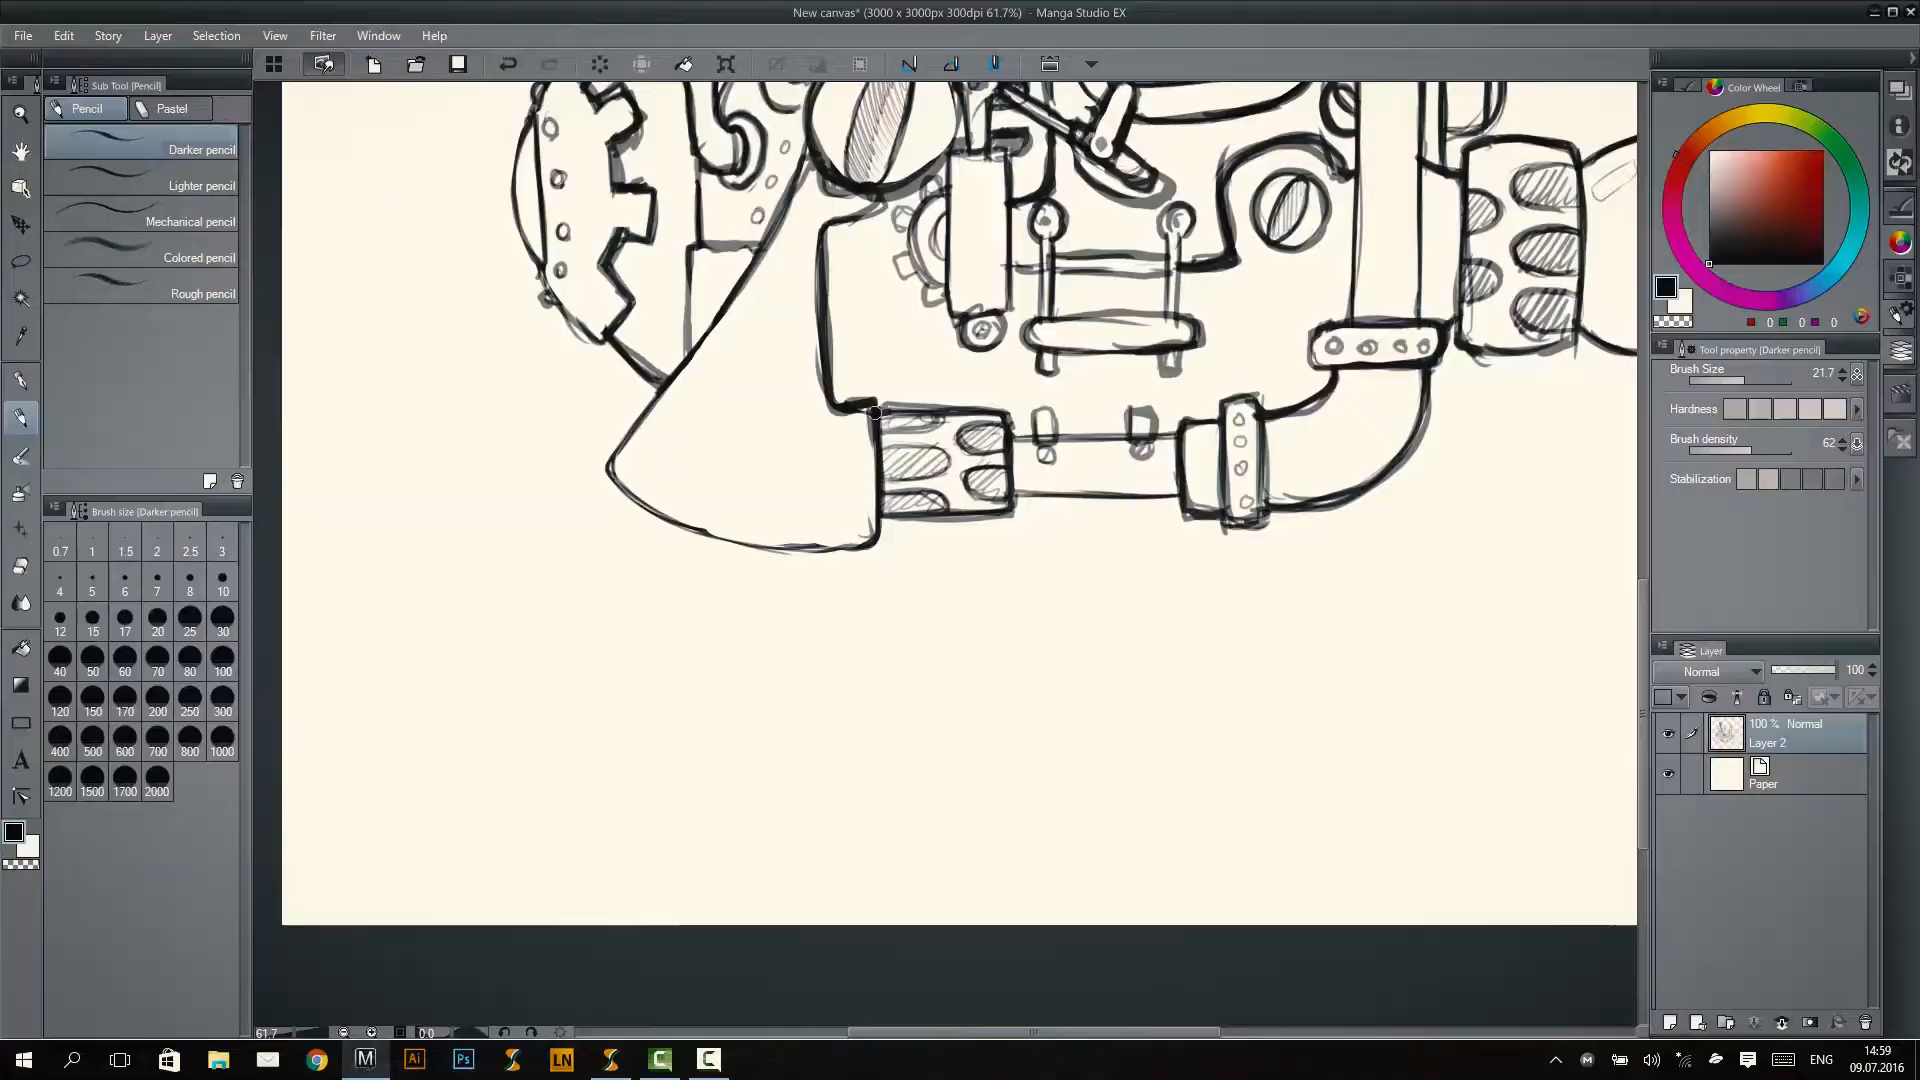 New canvas* (3000 x 3000px 300dpi 61.7%) - Manga Studio EX
File Edit Story Layer Selection View Filter Window Help
Sub Tool [Pencil]
Pencil Pastel
Darker pencil
Lighter pencil
Mechanical pencil
Colored pencil
Rough pencil
Brush size [Darker pencil]
0.7 1 1.5 2 2.5 3
4 5 6 7 8 10
12 15 17 20 25 30
40 50 60 70 80 100
120 150 170 200 250 300
400 500 600 700 800 1000
1200 1500 1700 2000
Color Wheel
0 0 0
Tool property [Darker pencil]
Brush Size 21.7
Hardness
Brush density 62
Stabilization
Layer
Normal 100
100 % Normal
Layer 2
Paper
61.7 0.0
ENG
14:59
09.07.2016
M Ai Ps LN C C